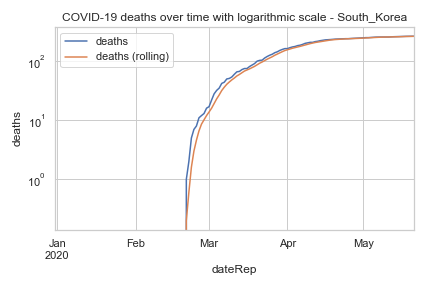 COVID-19 deaths over time with logarithmic scale - South_Korea
deaths
deaths (rolling)
10²
10¹
10⁰
deaths
Jan
2020
Feb
Mar
Apr
May
dateRep